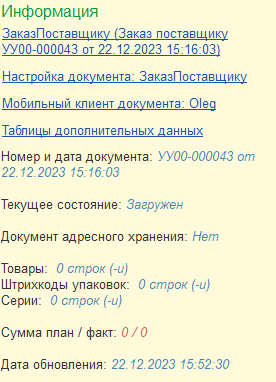 Информация
ЗаказПоставщику (Заказ поставщику
УУ00-000043 от 22.12.2023 15:16:03)
Настройка документа: ЗаказПоставщику
Мобильный клиент документа: Oleg
Таблицы дополнительных данных
Номер и дата документа: УУ00-000043 от
22.12.2023 15:16:03
Текущее состояние: Загружен
Документ адресного хранения: Нет
Товары: 0 строк (-и)
Штрихкоды упаковок: 0 строк (-и)
Серии: 0 строк (-и)
Сумма план / факт: 0 / 0
Дата обновления: 22.12.2023 15:52:30